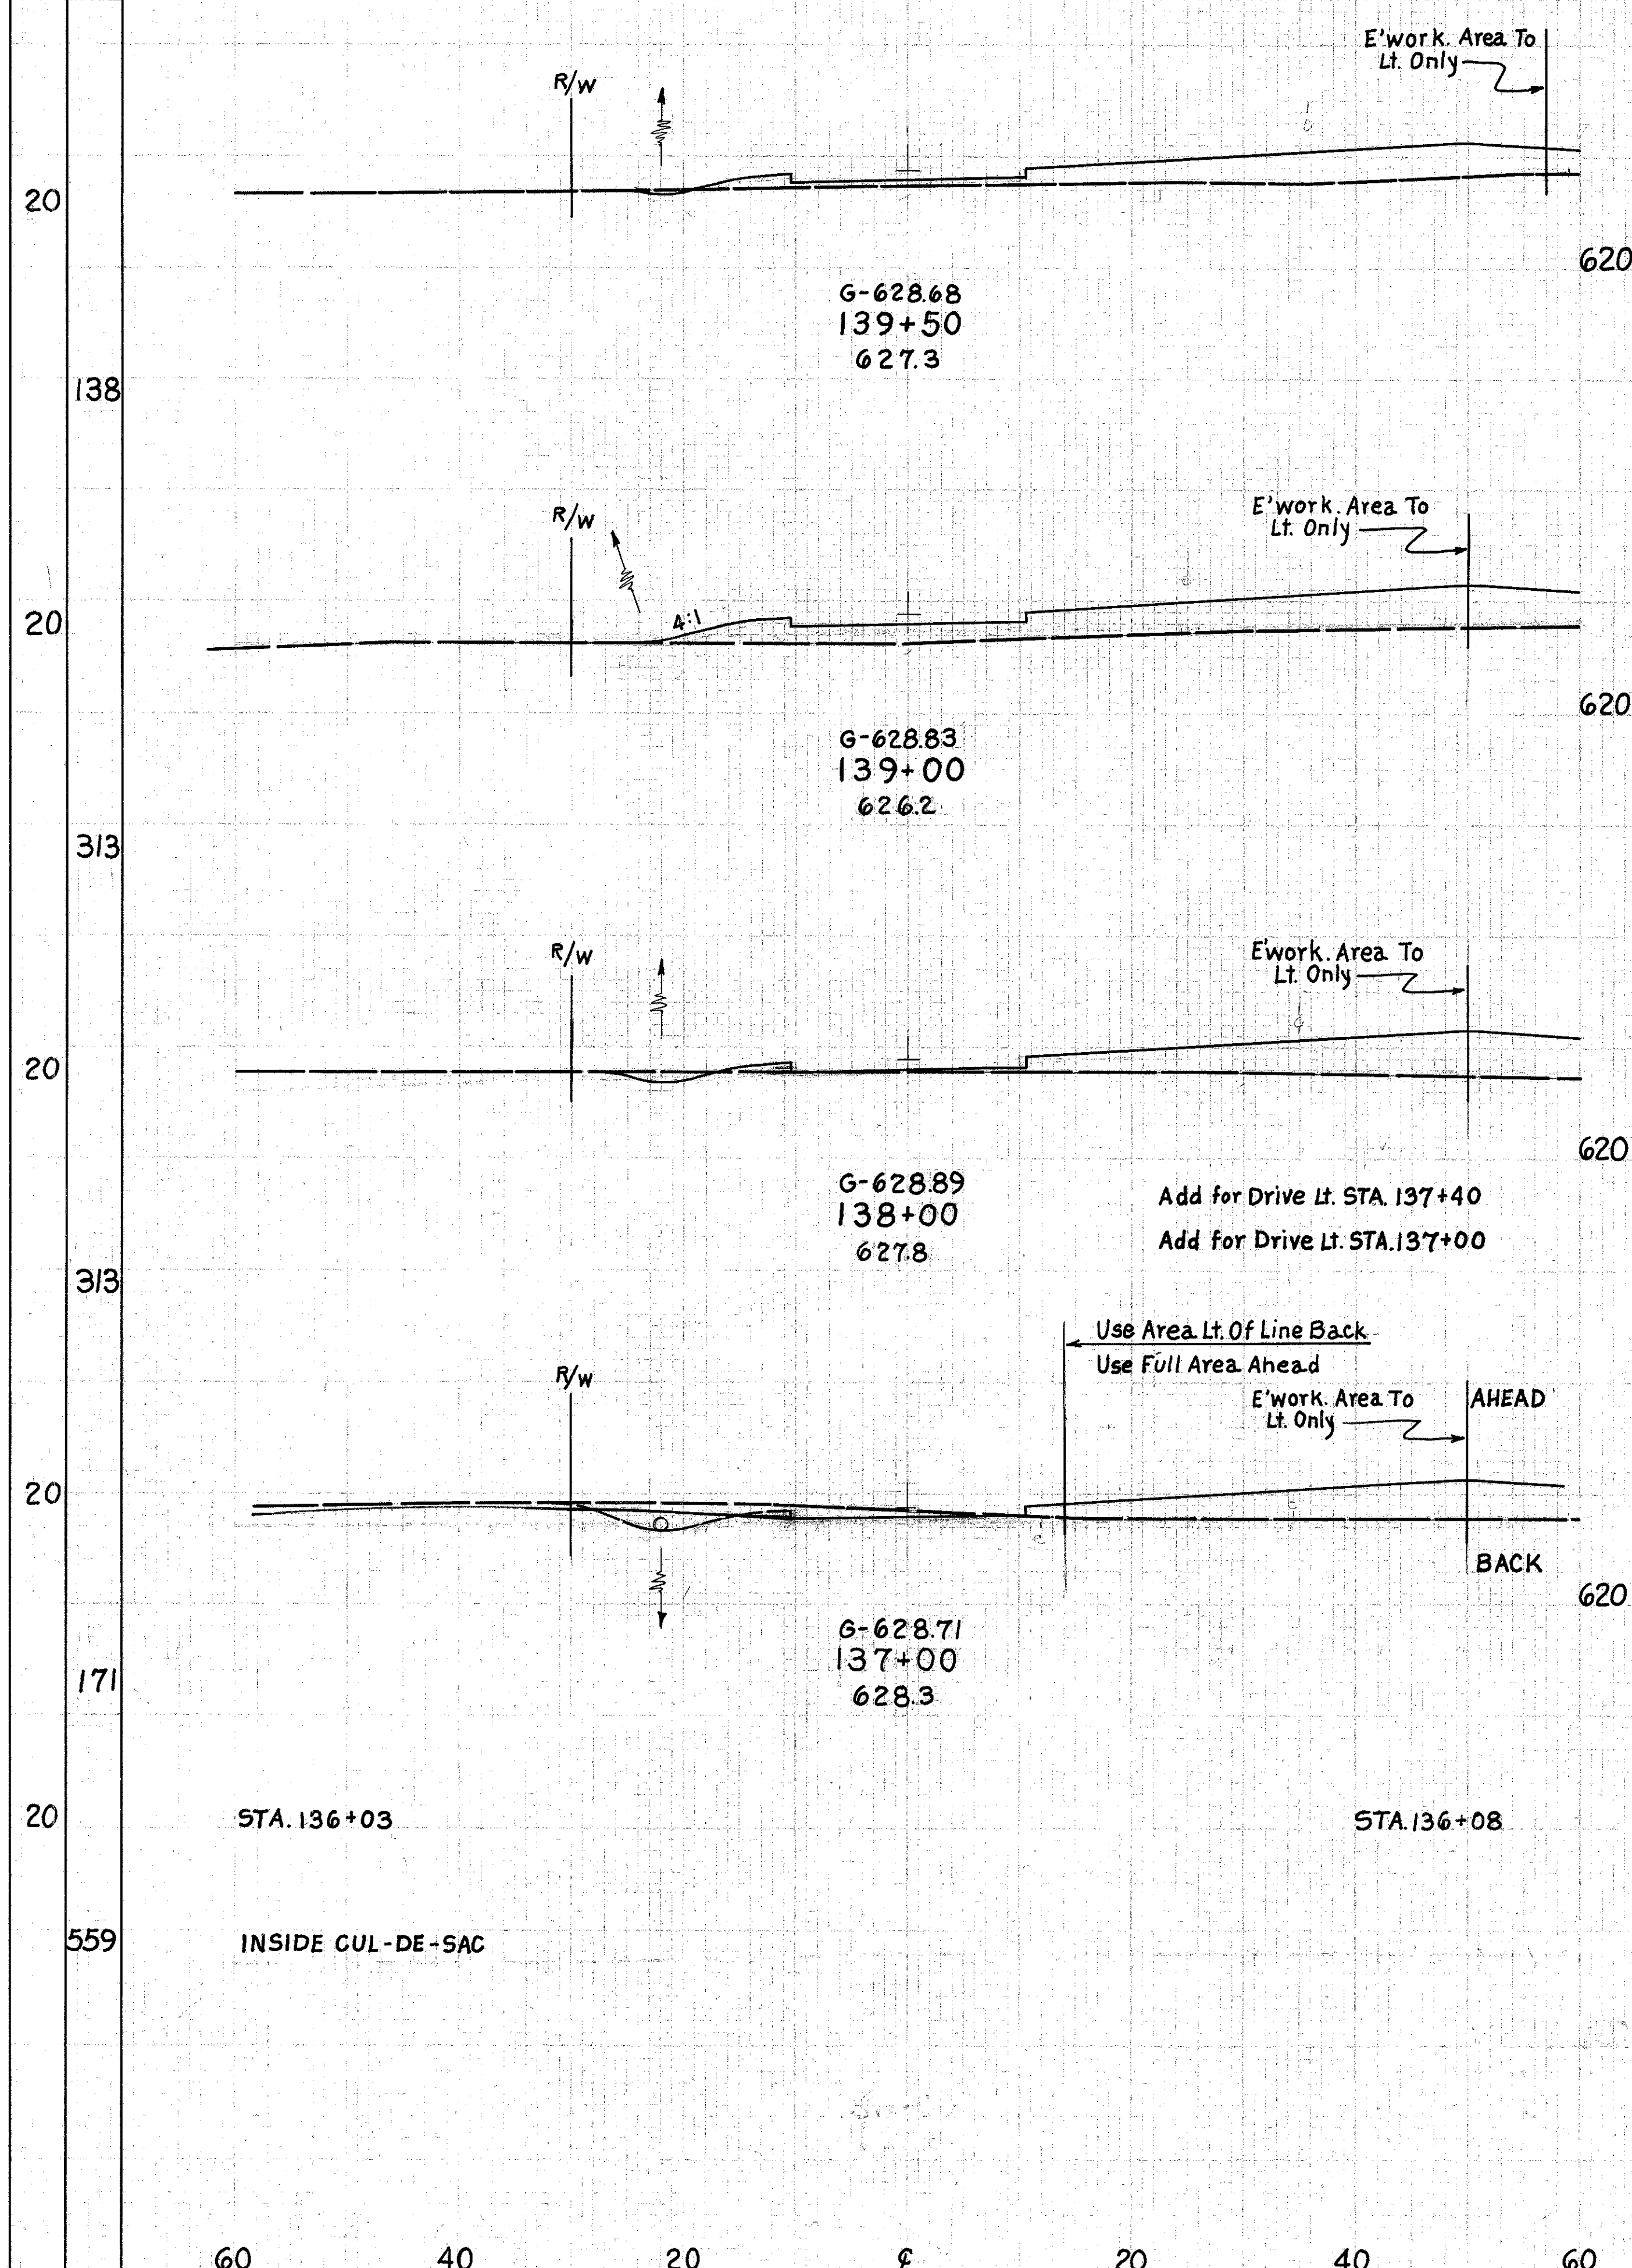 E'work. Area To
Lt. Only
R/W
20
620
G-628.68
139+50
627.3
138
E'work. Area To
Lt. Only
R/W
4:1
20
620
G-628.83
139+00
626.2
313
E'work. Area To
Lt. Only
R/W
20
620
G-628.89
138+00
627.8
Add for Drive Lt. STA. 137+40
Add for Drive Lt. STA. 137+00
313
Use Area Lt. Of Line Back
Use Full Area Ahead
R/W
E'work. Area To
Lt. Only
AHEAD
20
BACK
620
G-628.71
137+00
628.3
171
20
STA. 136+03
STA. 136+08
559
INSIDE CUL-DE-SAC
60 40 20 ℄ 20 40 60